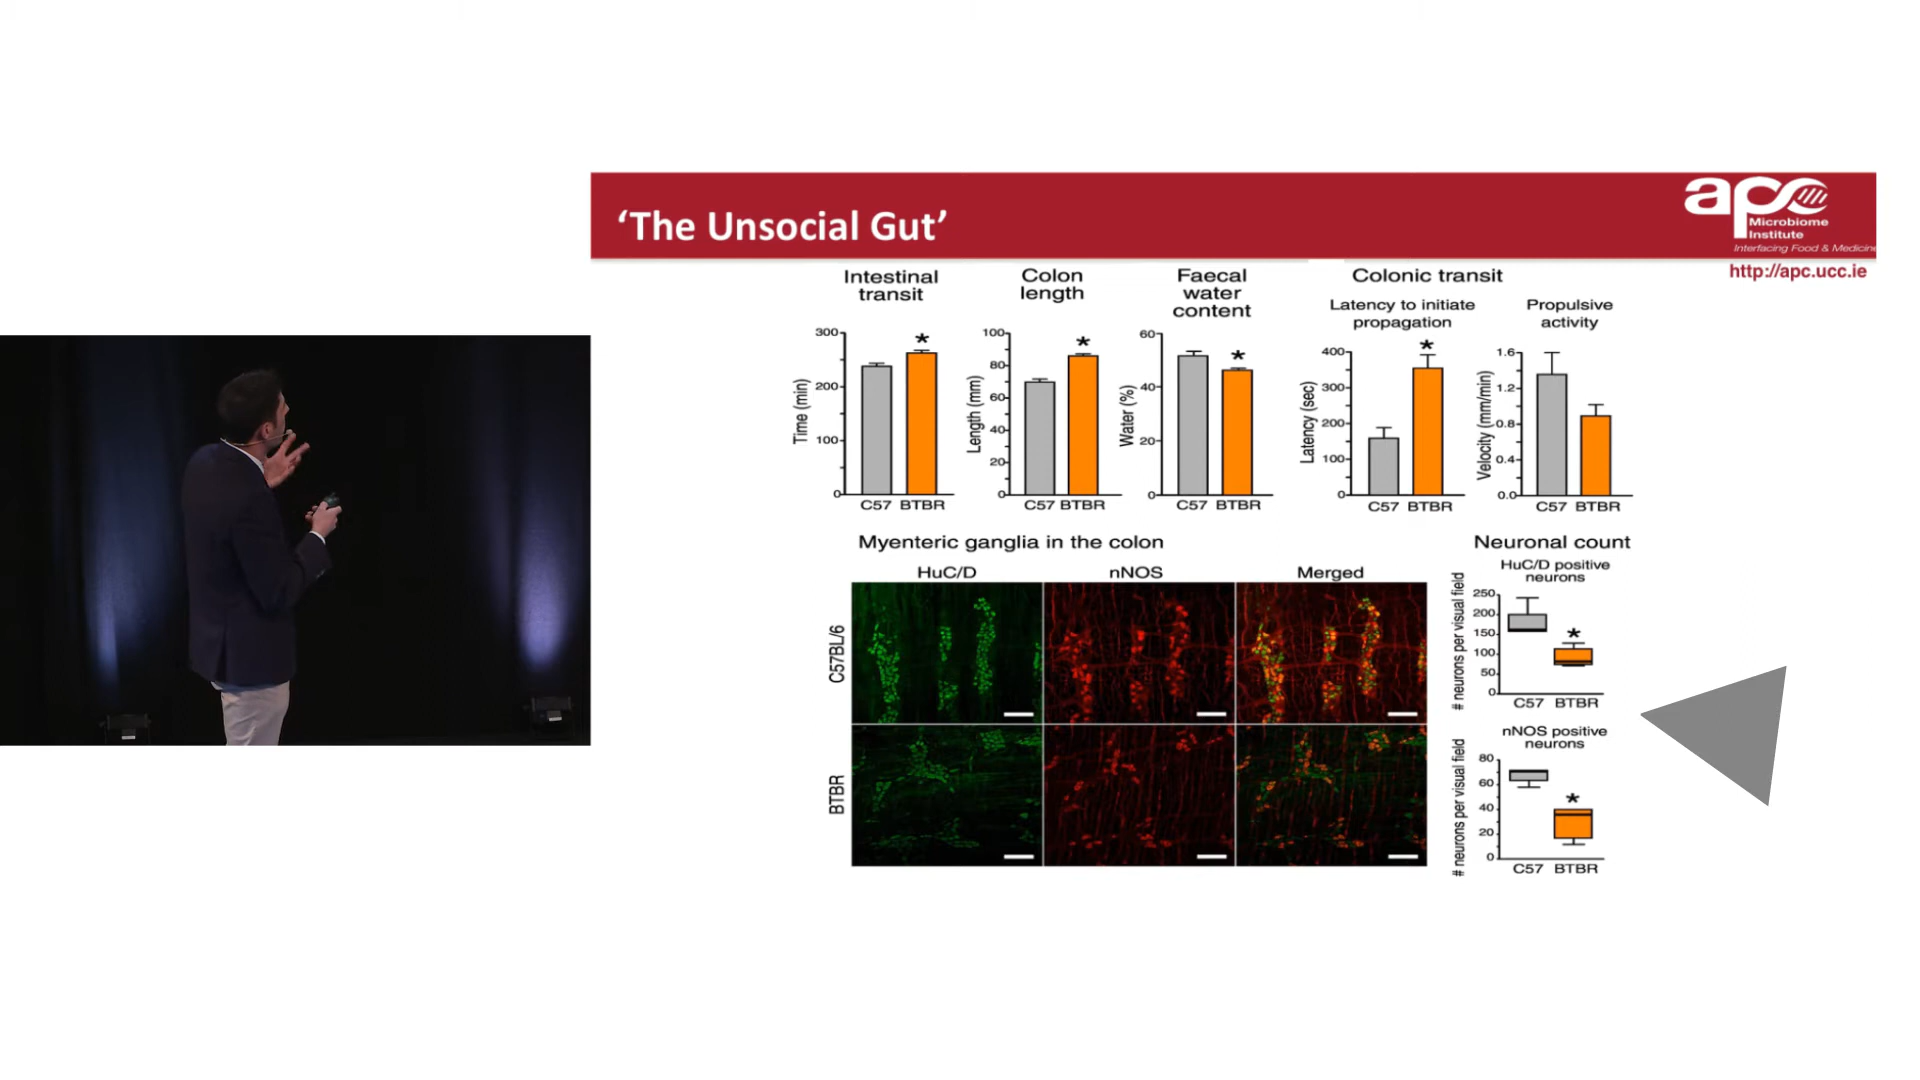 ‘The Unsocial Gut’
apc
Microbiome
Institute
Interfacing Food & Medicine
http://apc.ucc.ie
Intestinal
transit
Time (min)
300
200
100
0
*
C57 BTBR
Colon
length
Length (mm)
100
80
60
40
20
0
*
C57 BTBR
Faecal
water
content
Water (%)
60
40
20
0
*
C57 BTBR
Colonic transit
Latency to initiate
propagation
Latency (sec)
400
300
200
100
0
*
C57 BTBR
Propulsive
activity
Velocity (mm/min)
1.6
1.2
0.8
0.4
0.0
C57 BTBR
Myenteric ganglia in the colon
HuC/D nNOS Merged
C57BL/6
BTBR
Neuronal count
HuC/D positive
neurons
# neurons per visual field
250
200
150
100
50
0
*
C57 BTBR
nNOS positive
neurons
# neurons per visual field
80
60
40
20
0
*
C57 BTBR